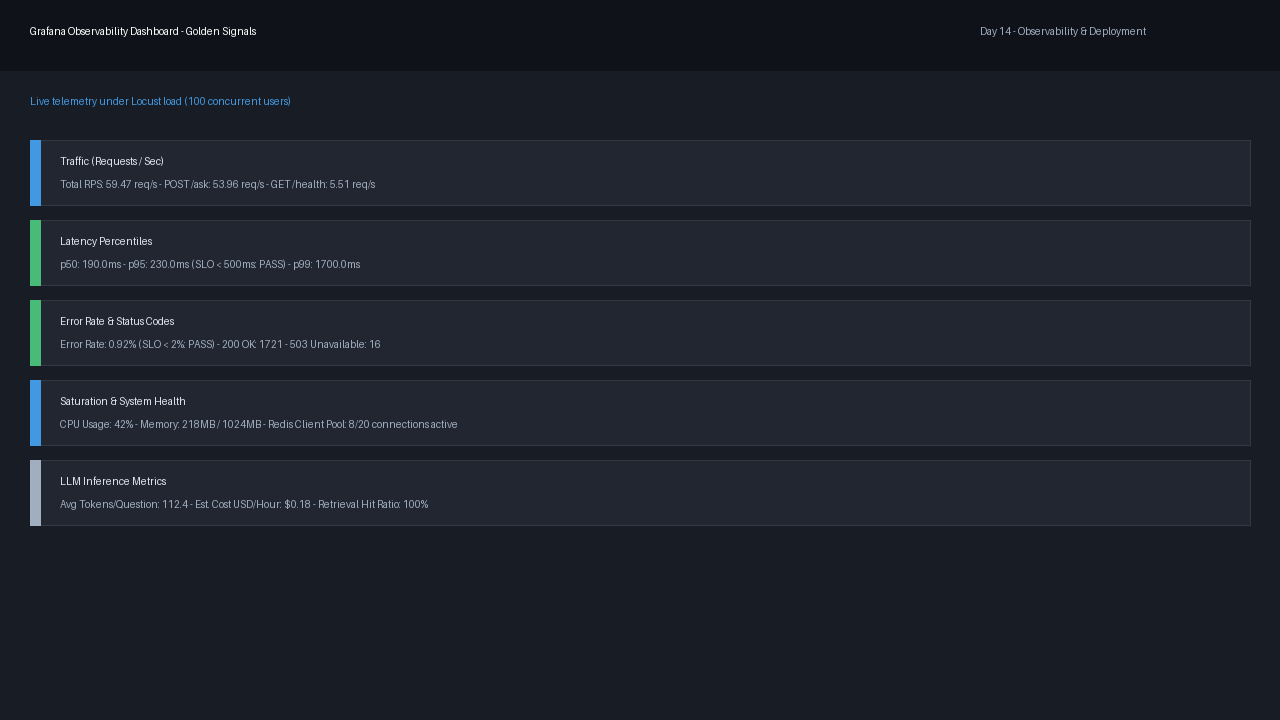 Grafana Observability Dashboard - Golden Signals
Day 14 - Observability & Deployment
Live telemetry under Locust load (100 concurrent users)
Traffic (Requests / Sec)
Total RPS: 59.47 req/s - POST /ask: 53.96 req/s - GET /health: 5.51 req/s
Latency Percentiles
p50: 190.0ms - p95: 230.0ms (SLO < 500ms: PASS) - p99: 1700.0ms
Error Rate & Status Codes
Error Rate: 0.92% (SLO < 2%: PASS) - 200 OK: 1721 - 503 Unavailable: 16
Saturation & System Health
CPU Usage: 42% - Memory: 218MB / 1024MB - Redis Client Pool: 8/20 connections active
LLM Inference Metrics
Avg Tokens/Question: 112.4 - Est. Cost USD/Hour: $0.18 - Retrieval Hit Ratio: 100%